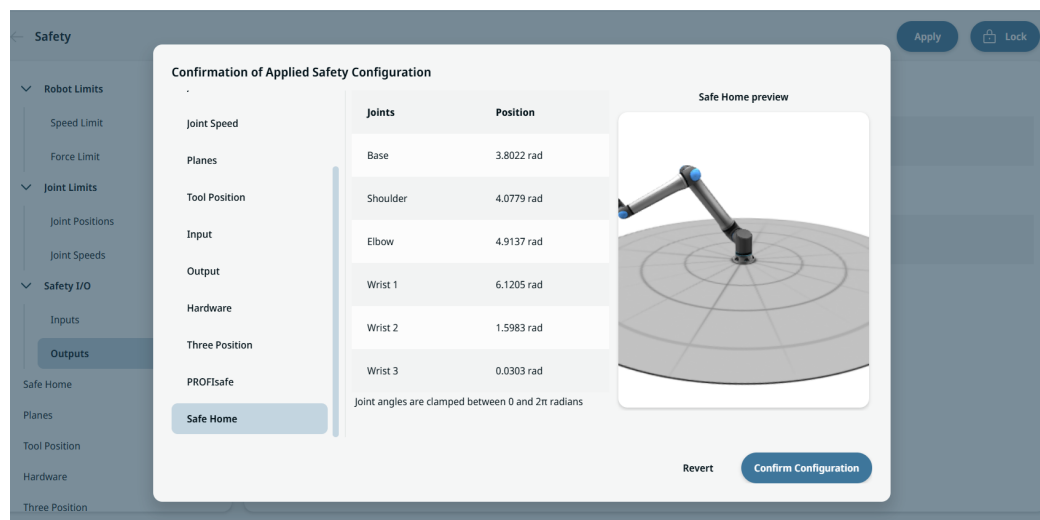 Safety
Apply
Lock
Robot Limits
Speed Limit
Force Limit
Joint Limits
Joint Positions
Joint Speeds
Safety I/O
Inputs
Outputs
Safe Home
Planes
Tool Position
Hardware
Three Position
Confirmation of Applied Safety Configuration
Joint Speed
Planes
Tool Position
Input
Output
Hardware
Three Position
PROFIsafe
Safe Home
Joints Position
Base 3.8022 rad
Shoulder 4.0779 rad
Elbow 4.9137 rad
Wrist 1 6.1205 rad
Wrist 2 1.5983 rad
Wrist 3 0.0303 rad
Joint angles are clamped between 0 and 2π radians
Safe Home preview
Revert
Confirm Configuration